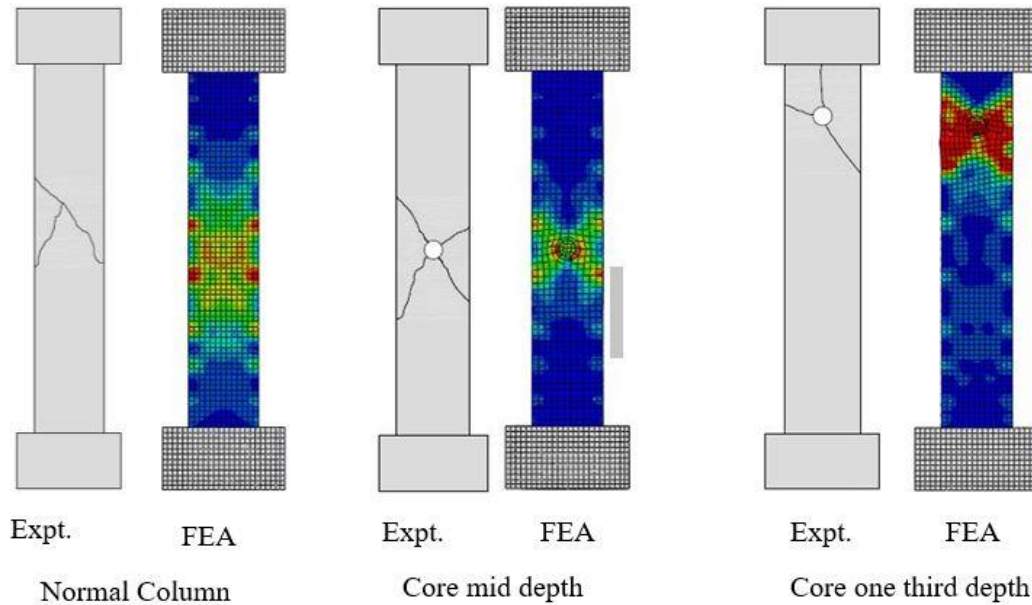 Expt. FEA Expt. FEA Expt. FEA
Normal Column Core mid depth Core one third depth